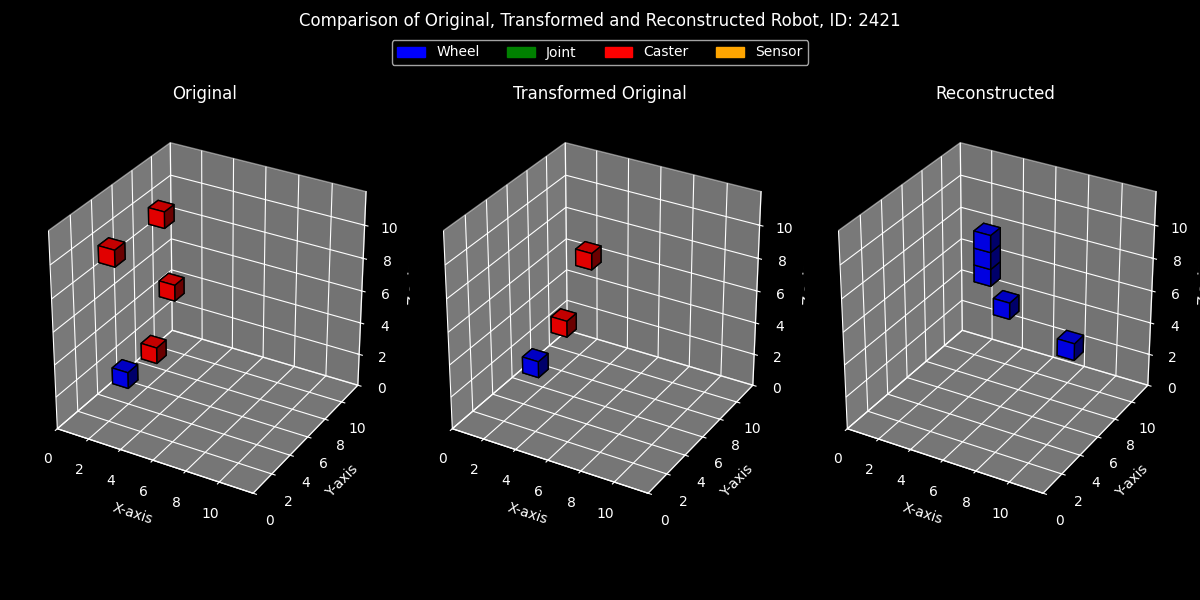 Comparison of Original, Transformed and Reconstructed Robot, ID: 2421
Wheel Joint Caster Sensor
Original Transformed Original Reconstructed
10 10 10
8 8 8
6 6 6
4 4 4
2 2 2
0 0 0
10 10 10
8 8 8
6 6 6
4 4 4
2 2 2
0 0 0
0 2 4 6 8 10 0 2 4 6 8 10 0 2 4 6 8 10
Y-axis Y-axis Y-axis
X-axis X-axis X-axis